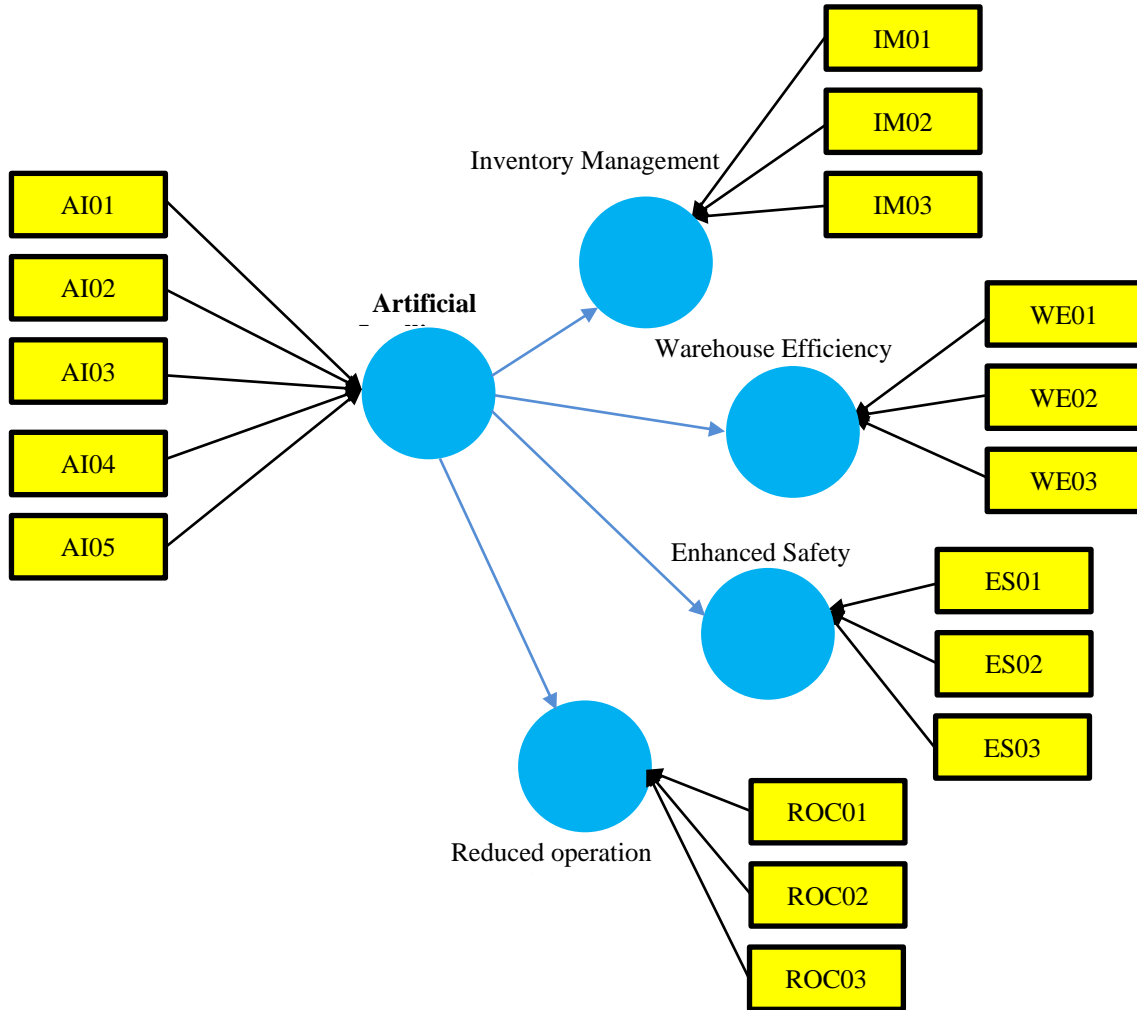 IM01
IM02
IM03
Inventory Management
AI01
AI02
AI03
AI04
AI05
Artificial
WE01
WE02
WE03
Warehouse Efficiency
Enhanced Safety
ES01
ES02
ES03
ROC01
ROC02
ROC03
Reduced operation